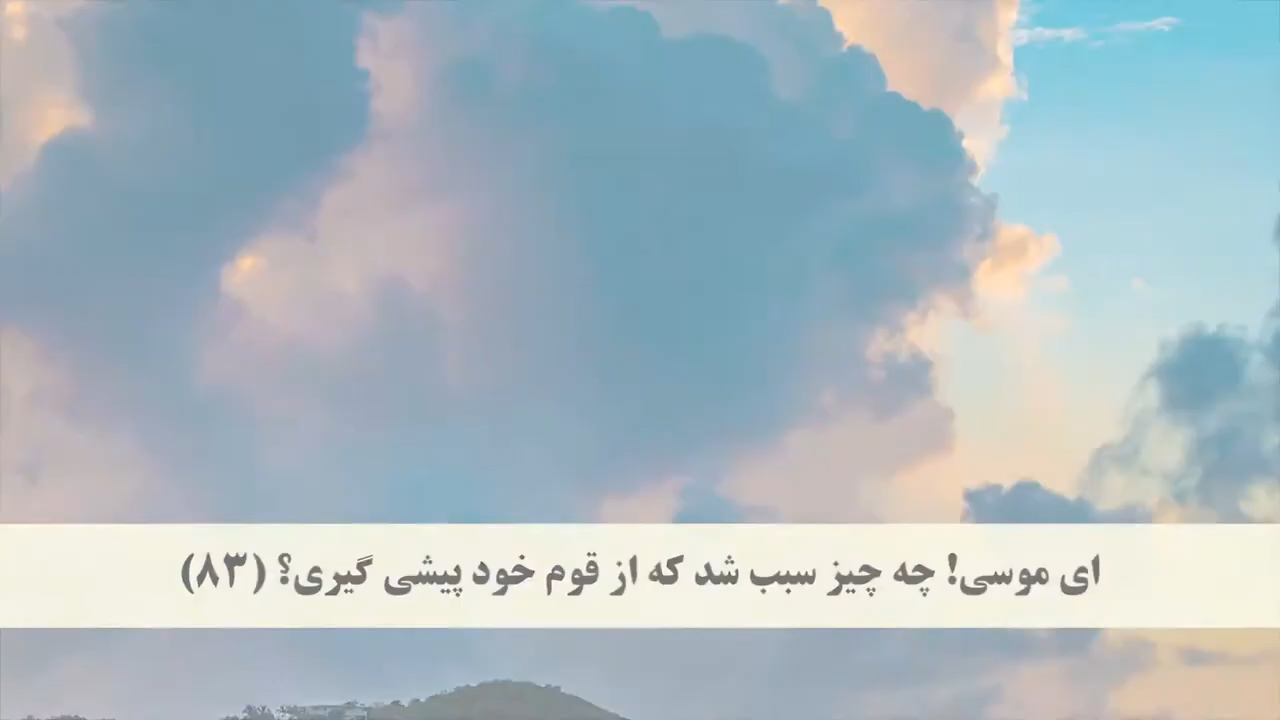 ای موسی! چه چیز سبب شد که از قوم خود پیشی گیری؟ (۸۳)